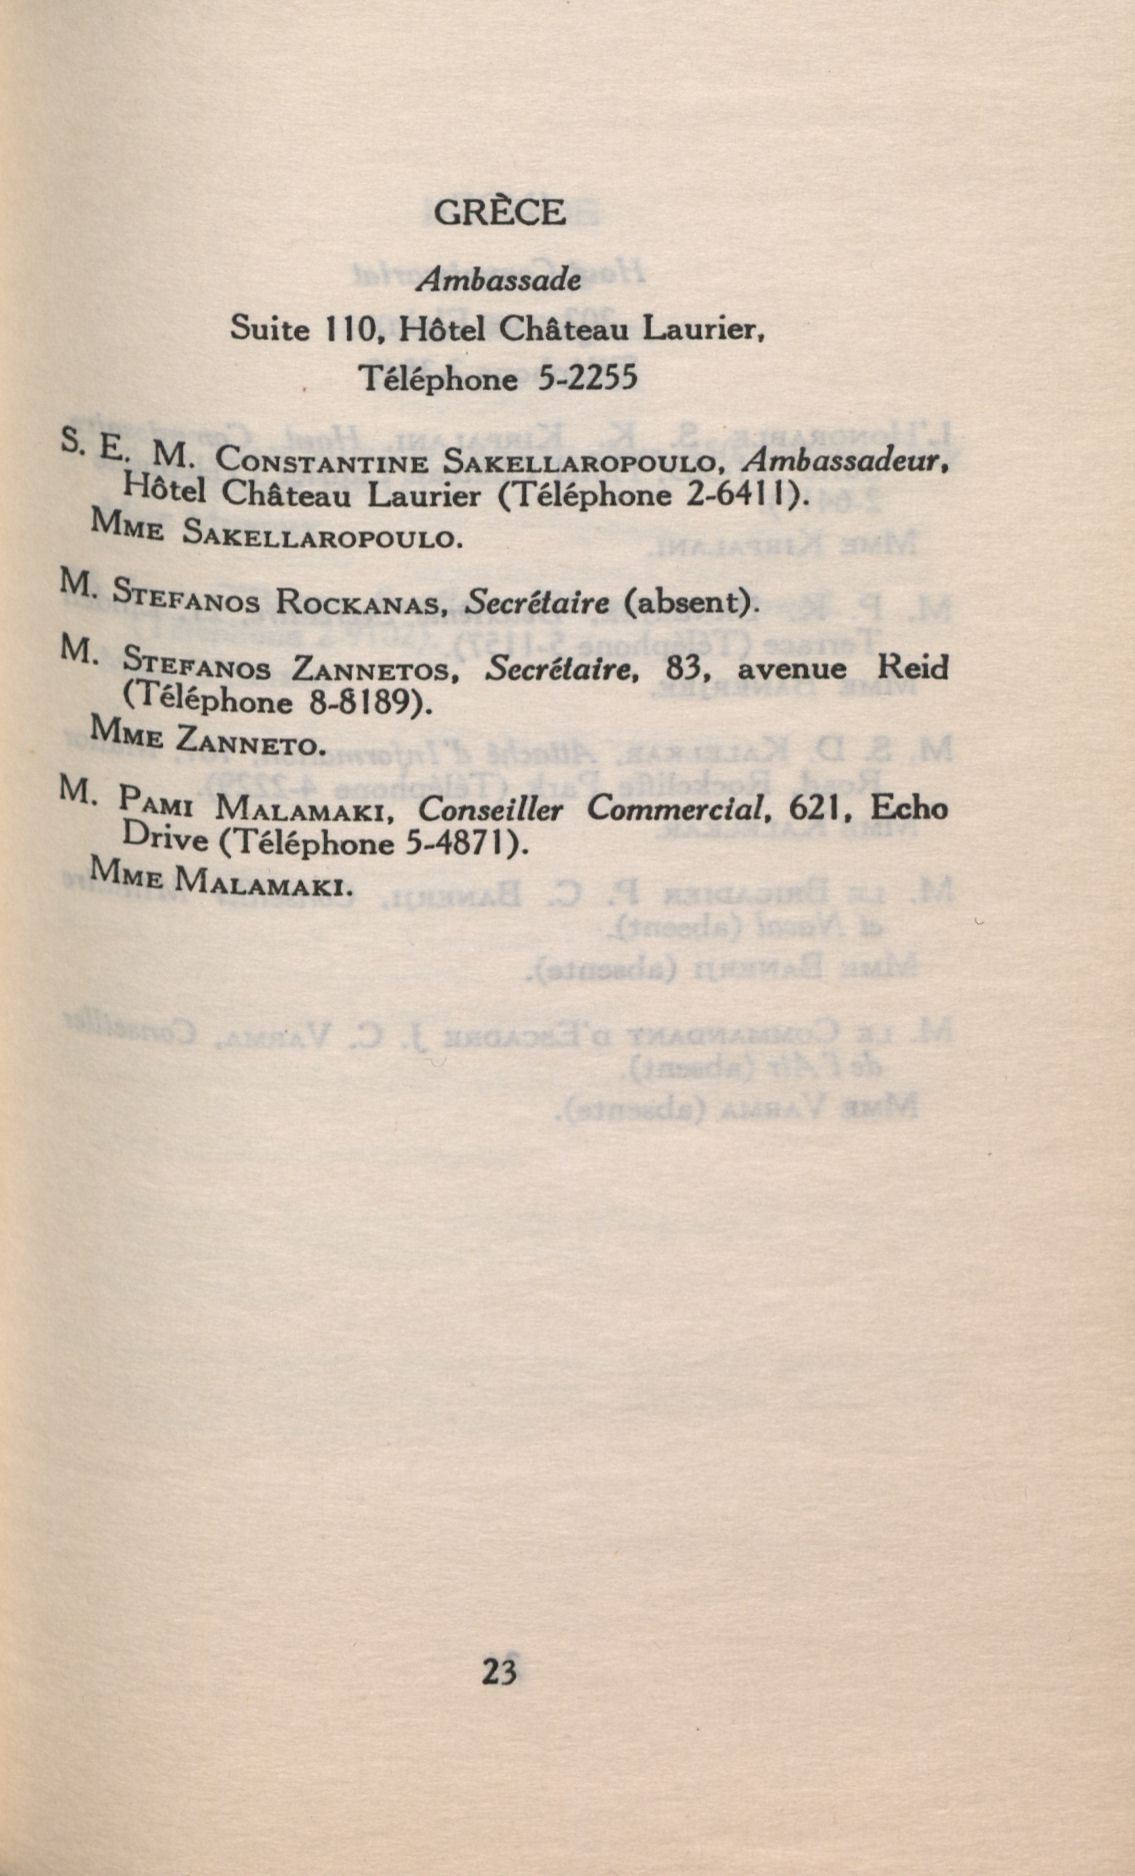 GRÈCE
Ambassade
Suite 110, Hôtel Château Laurier,
Téléphone 5-2255
S. E. M. CONSTANTINE SAKELLAROPOULO, Ambassadeur,
Hôtel Château Laurier (Téléphone 2-6411).
MME SAKELLAROPOULO.
M. STEFANOS ROCKANAS, Secrétaire (absent).
M. STEFANOS ZANNETOS, Secrétaire, 83, avenue Reid
(Téléphone 8-8189).
MME ZANNETO.
M. PAMI MALAMAKI, Conseiller Commercial, 621, Echo
Drive (Téléphone 5-4871).
MME MALAMAKI.
23